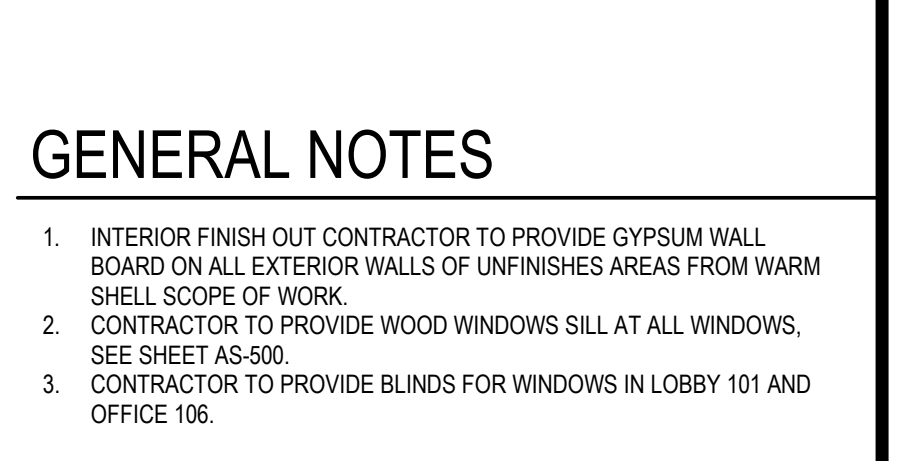 GENERAL NOTES
1. INTERIOR FINISH OUT CONTRACTOR TO PROVIDE GYPSUM WALL
BOARD ON ALL EXTERIOR WALLS OF UNFINISHES AREAS FROM WARM
SHELL SCOPE OF WORK.
2. CONTRACTOR TO PROVIDE WOOD WINDOWS SILL AT ALL WINDOWS,
SEE SHEET AS-500.
3. CONTRACTOR TO PROVIDE BLINDS FOR WINDOWS IN LOBBY 101 AND
OFFICE 106.